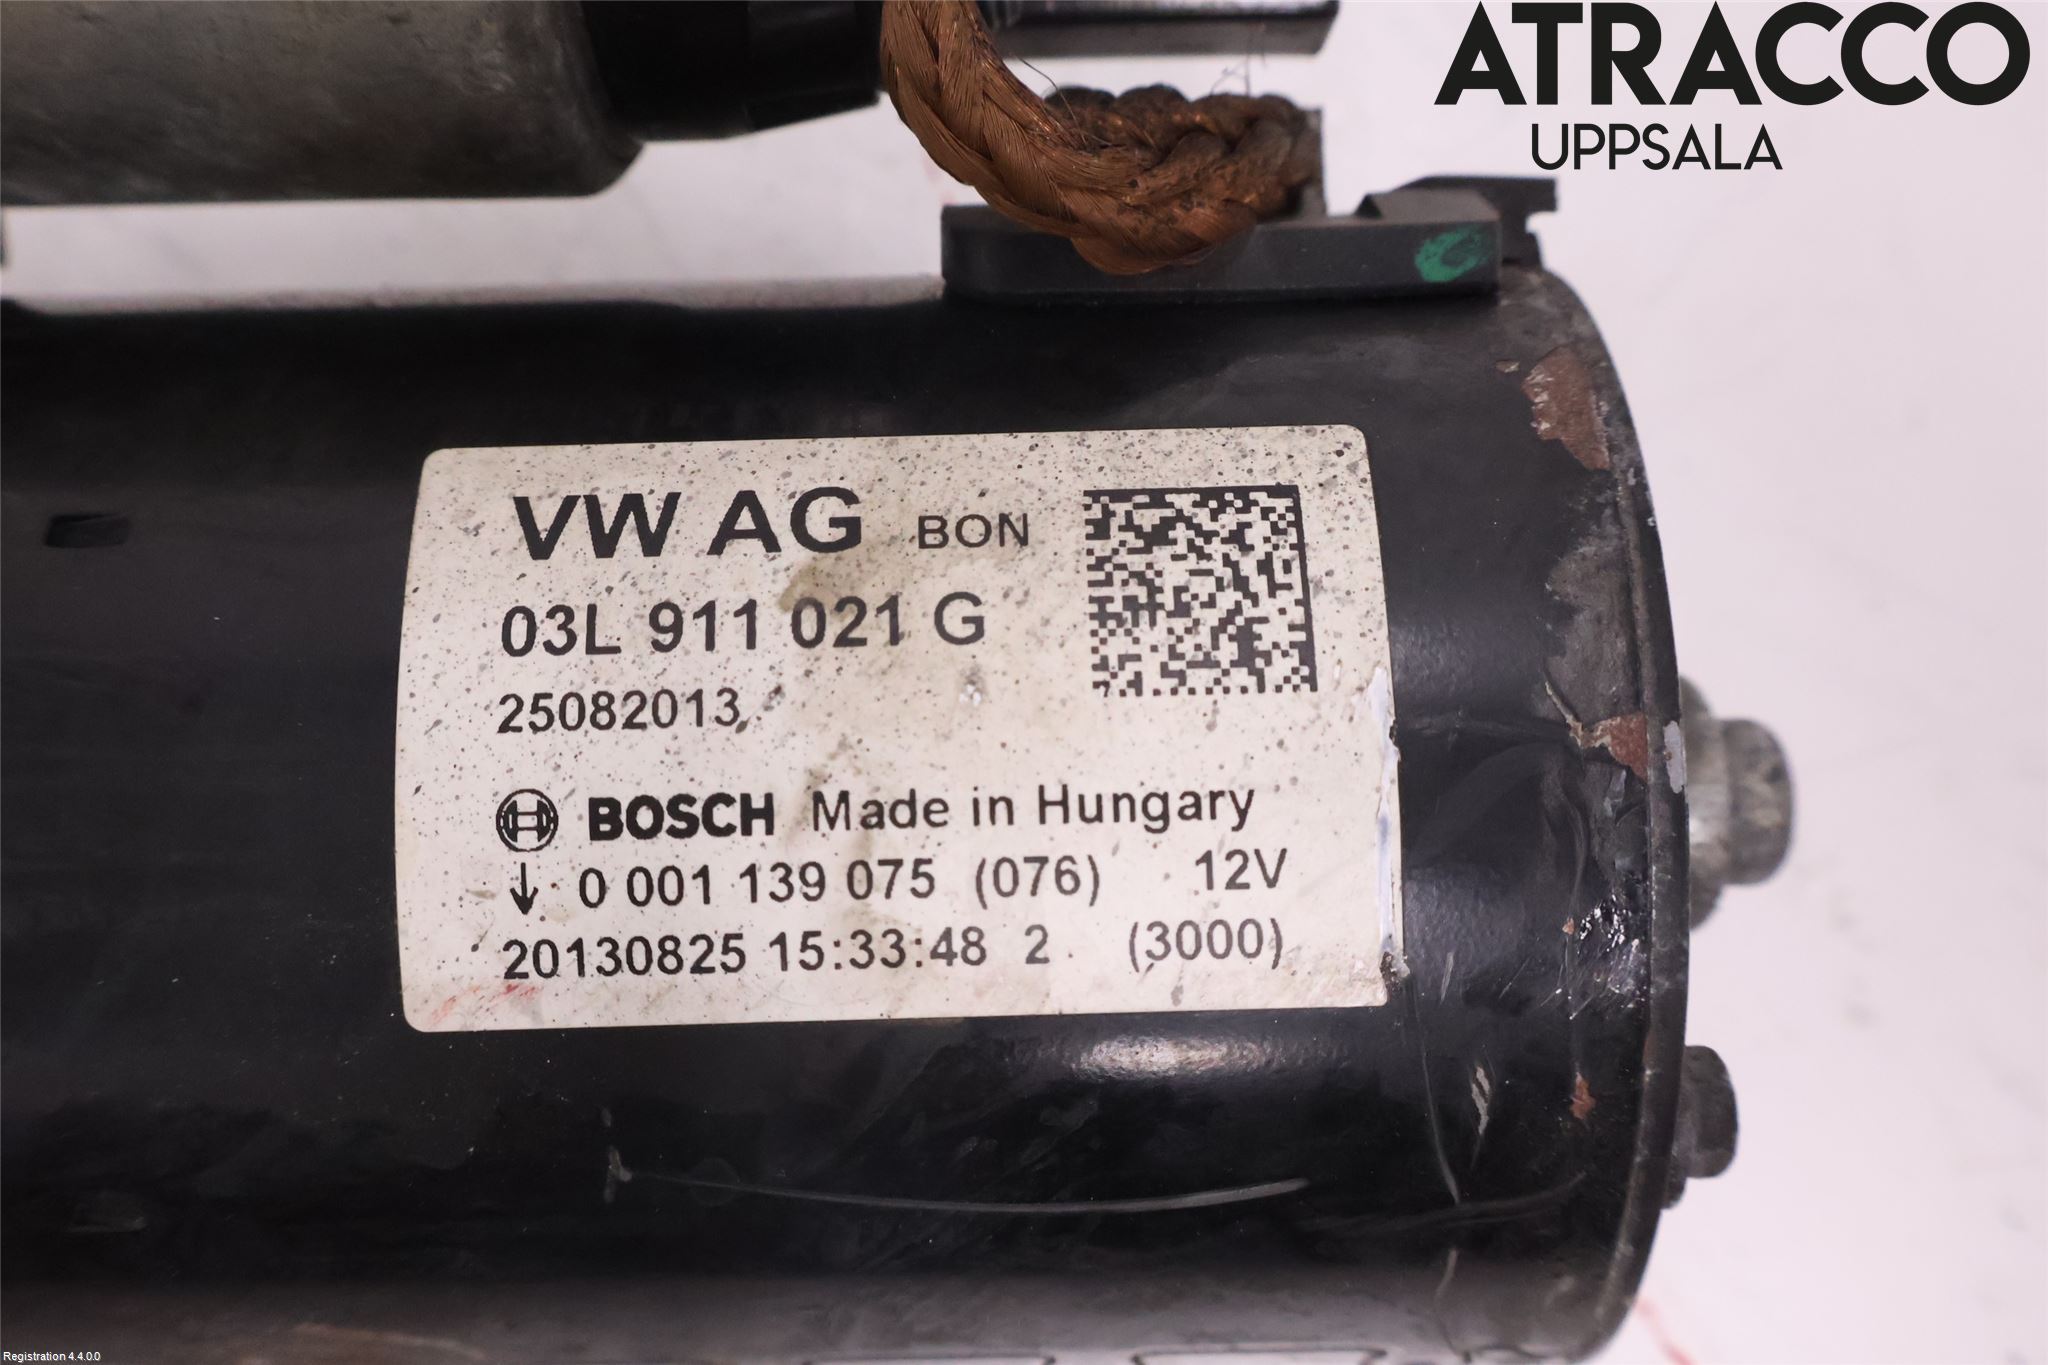 ATRACCO
UPPSALA
VW AG BON
03L 911 021 G
25082013
BOSCH Made in Hungary
↓ 0 001 139 075 (076) 12V
20130825 15:33:48 2 (3000)
Registration 4.4.0.0